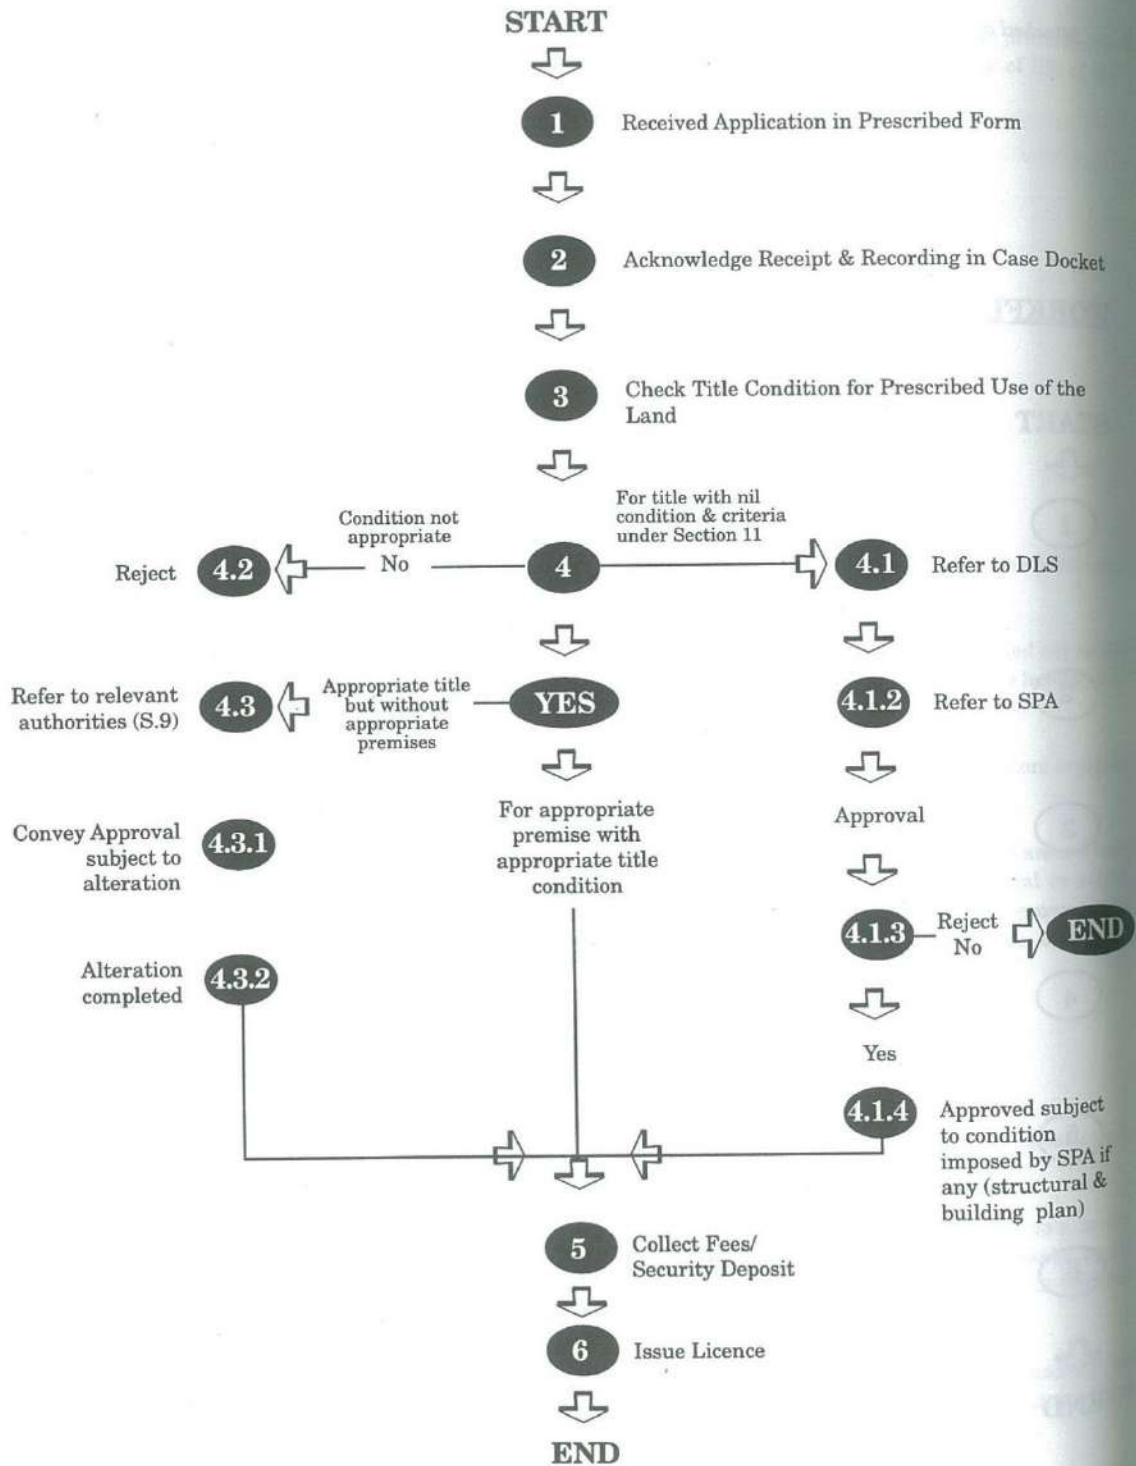 START
1 Received Application in Prescribed Form
2 Acknowledge Receipt & Recording in Case Docket
3 Check Title Condition for Prescribed Use of the
Land
For title with nil
condition & criteria
under Section 11
Condition not
appropriate
No
Reject 4.2
4
4.1 Refer to DLS
Refer to relevant
authorities (S.9)
4.3
Appropriate title
but without
appropriate
premises
YES
4.1.2 Refer to SPA
For appropriate
premise with
appropriate title
condition
Approval
Convey Approval
subject to
alteration
4.3.1
4.1.3
Reject
No
END
Alteration
completed
4.3.2
Yes
4.1.4
Approved subject
to condition
imposed by SPA if
any (structural &
building plan)
5 Collect Fees/
Security Deposit
6 Issue Licence
END